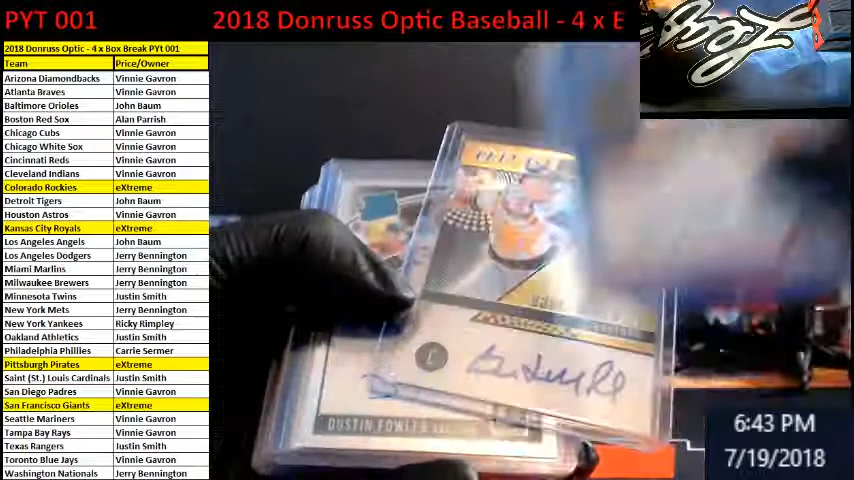 PYT 001
2018 Donruss Optic Baseball - 4 x E
2018 Donruss Optic - 4 x Box Break PYt 001
Team Price/Owner
Arizona Diamondbacks Vinnie Gavron
Atlanta Braves Vinnie Gavron
Baltimore Orioles John Baum
Boston Red Sox Alan Parrish
Chicago Cubs Vinnie Gavron
Chicago White Sox Vinnie Gavron
Cincinnati Reds Vinnie Gavron
Cleveland Indians Vinnie Gavron
Colorado Rockies eXtreme
Detroit Tigers John Baum
Houston Astros Vinnie Gavron
Kansas City Royals eXtreme
Los Angeles Angels John Baum
Los Angeles Dodgers Jerry Bennington
Miami Marlins Jerry Bennington
Milwaukee Brewers Jerry Bennington
Minnesota Twins Justin Smith
New York Mets Jerry Bennington
New York Yankees Ricky Rimpley
Oakland Athletics Justin Smith
Philadelphia Phillies Carrie Sermer
Pittsburgh Pirates eXtreme
Saint (St.) Louis Cardinals Justin Smith
San Diego Padres Vinnie Gavron
San Francisco Giants eXtreme
Seattle Mariners Vinnie Gavron
Tampa Bay Rays Vinnie Gavron
Texas Rangers Justin Smith
Toronto Blue Jays Vinnie Gavron
Washington Nationals Jerry Bennington
DUSTIN FOWLER
6:43 PM
7/19/2018